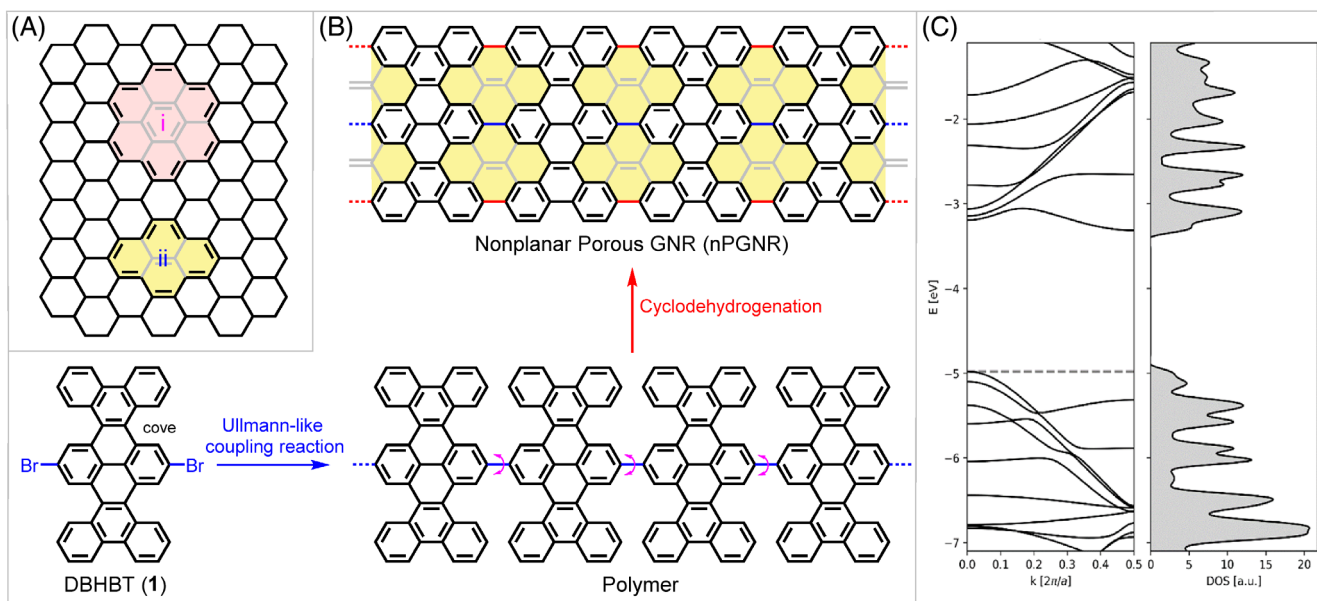 (A)
i
ii
(B)
Nonplanar Porous GNR (nPGNR)
Cyclodehydrogenation
cove
Br
Br
DBHBT (1)
Ullmann-like
coupling reaction
Polymer
(C)
E [eV]
−2
−3
−4
−5
−6
−7
0.0 0.1 0.2 0.3 0.4 0.5
k [2π/a]
0 5 10 15 20
DOS [a.u.]